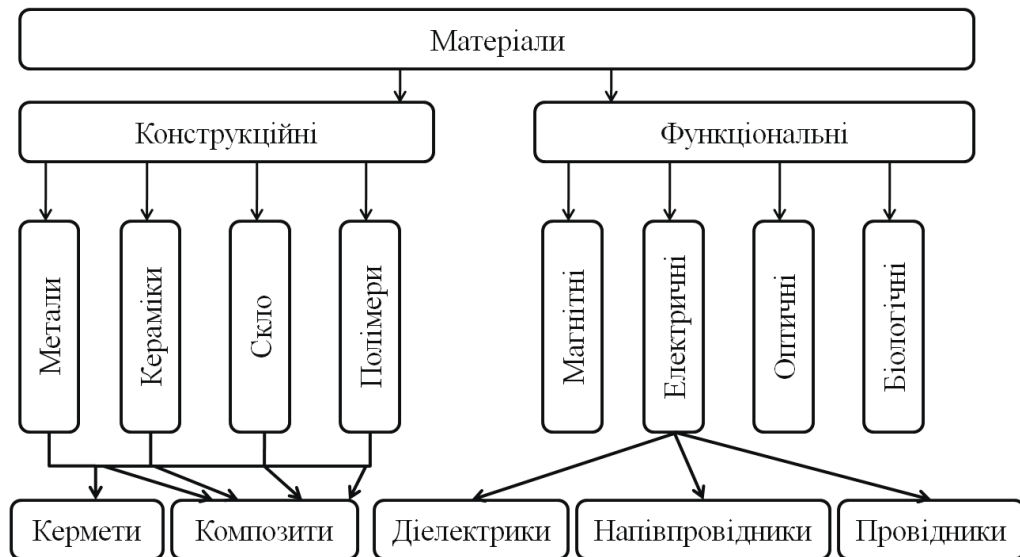 Матеріали
Конструкційні
Функціональні
Метали
Кераміки
Скло
Полімери
Магнітні
Електричні
Оптичні
Біологічні
Кермети
Композити
Діелектрики
Напівпровідники
Провідники